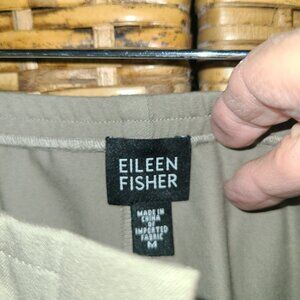 EILEEN
FISHER
MADE IN
CHINA
OF
IMPORTED
FABRIC
M